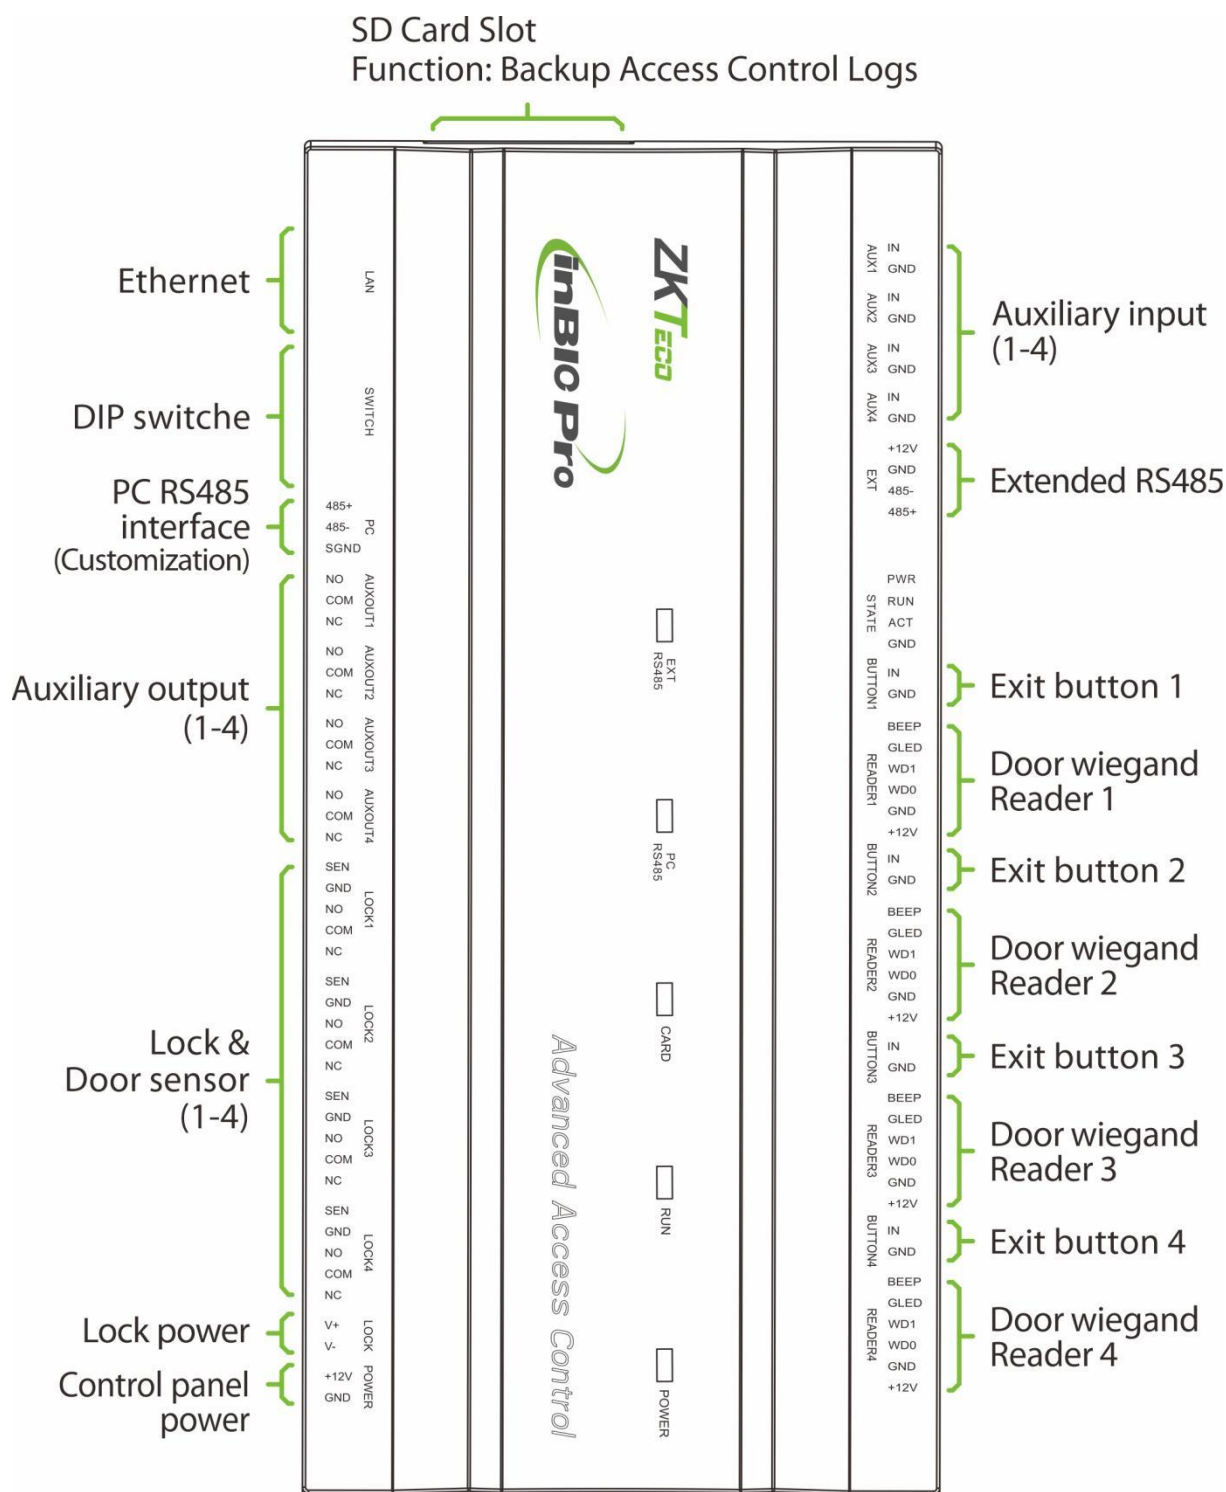 SD Card Slot
Function: Backup Access Control Logs
Ethernet
DIP switche
PC RS485
interface
(Customization)
Auxiliary output
(1-4)
Lock &
Door sensor
(1-4)
Lock power
Control panel
power
LAN
SWITCH
485+
485-
SGND
PC
NO
COM
NC
AUXOUT1
NO
COM
NC
AUXOUT2
NO
COM
NC
AUXOUT3
NO
COM
NC
AUXOUT4
SEN
GND
NO
COM
NC
LOCK1
SEN
GND
NO
COM
NC
LOCK2
SEN
GND
NO
COM
NC
LOCK3
SEN
GND
NO
COM
NC
LOCK4
V+
V-
LOCK
+12V
GND
POWER
ZKTECO
inBIO Pro
Advanced Access Control
EXT
RS485
PC
RS485
CARD
RUN
POWER
AUX1
IN
GND
AUX2
IN
GND
AUX3
IN
GND
AUX4
IN
GND
EXT
+12V
GND
485-
485+
STATE
PWR
RUN
ACT
GND
BUTTON1
IN
GND
READER1
BEEP
GLED
WD1
WD0
GND
+12V
BUTTON2
IN
GND
READER2
BEEP
GLED
WD1
WD0
GND
+12V
BUTTON3
IN
GND
READER3
BEEP
GLED
WD1
WD0
GND
+12V
BUTTON4
IN
GND
READER4
BEEP
GLED
WD1
WD0
GND
+12V
Auxiliary input
(1-4)
Extended RS485
Exit button 1
Door wiegand
Reader 1
Exit button 2
Door wiegand
Reader 2
Exit button 3
Door wiegand
Reader 3
Exit button 4
Door wiegand
Reader 4